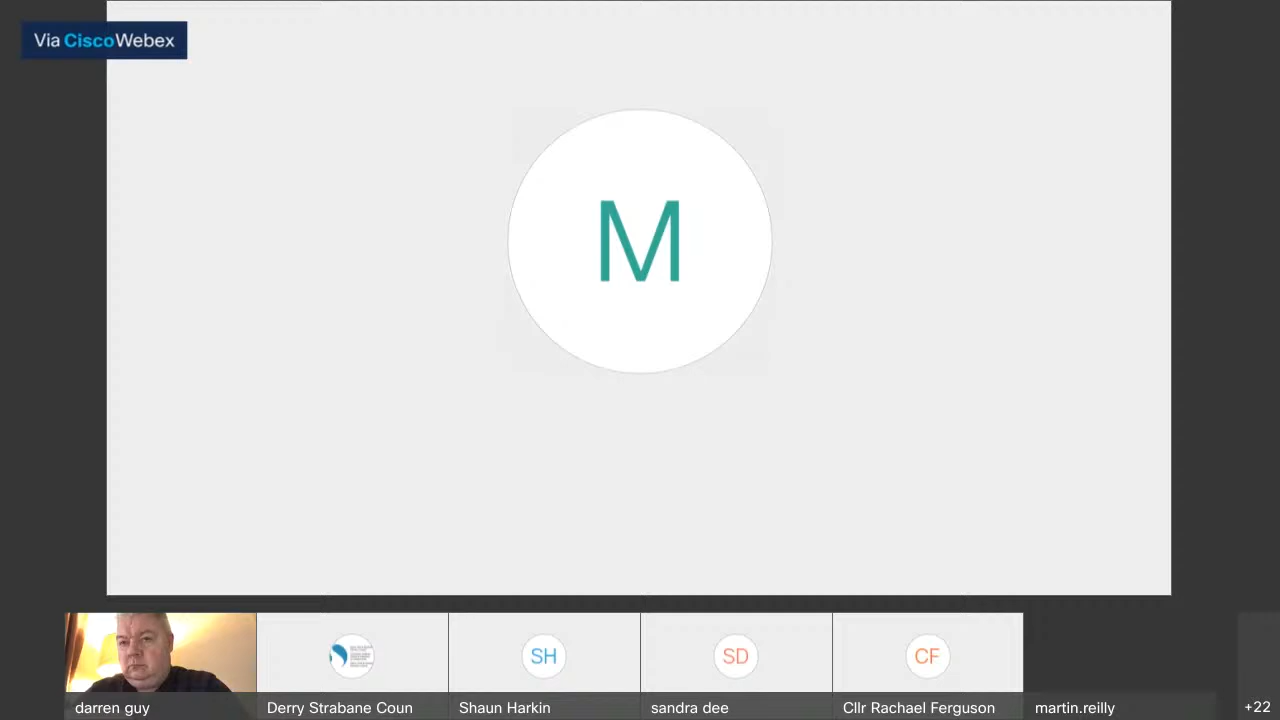 Via CiscoWebex
M
SH
SD
CF
darren guy
Derry Strabane Coun
Shaun Harkin
sandra dee
Cllr Rachael Ferguson
martin.reilly
+22